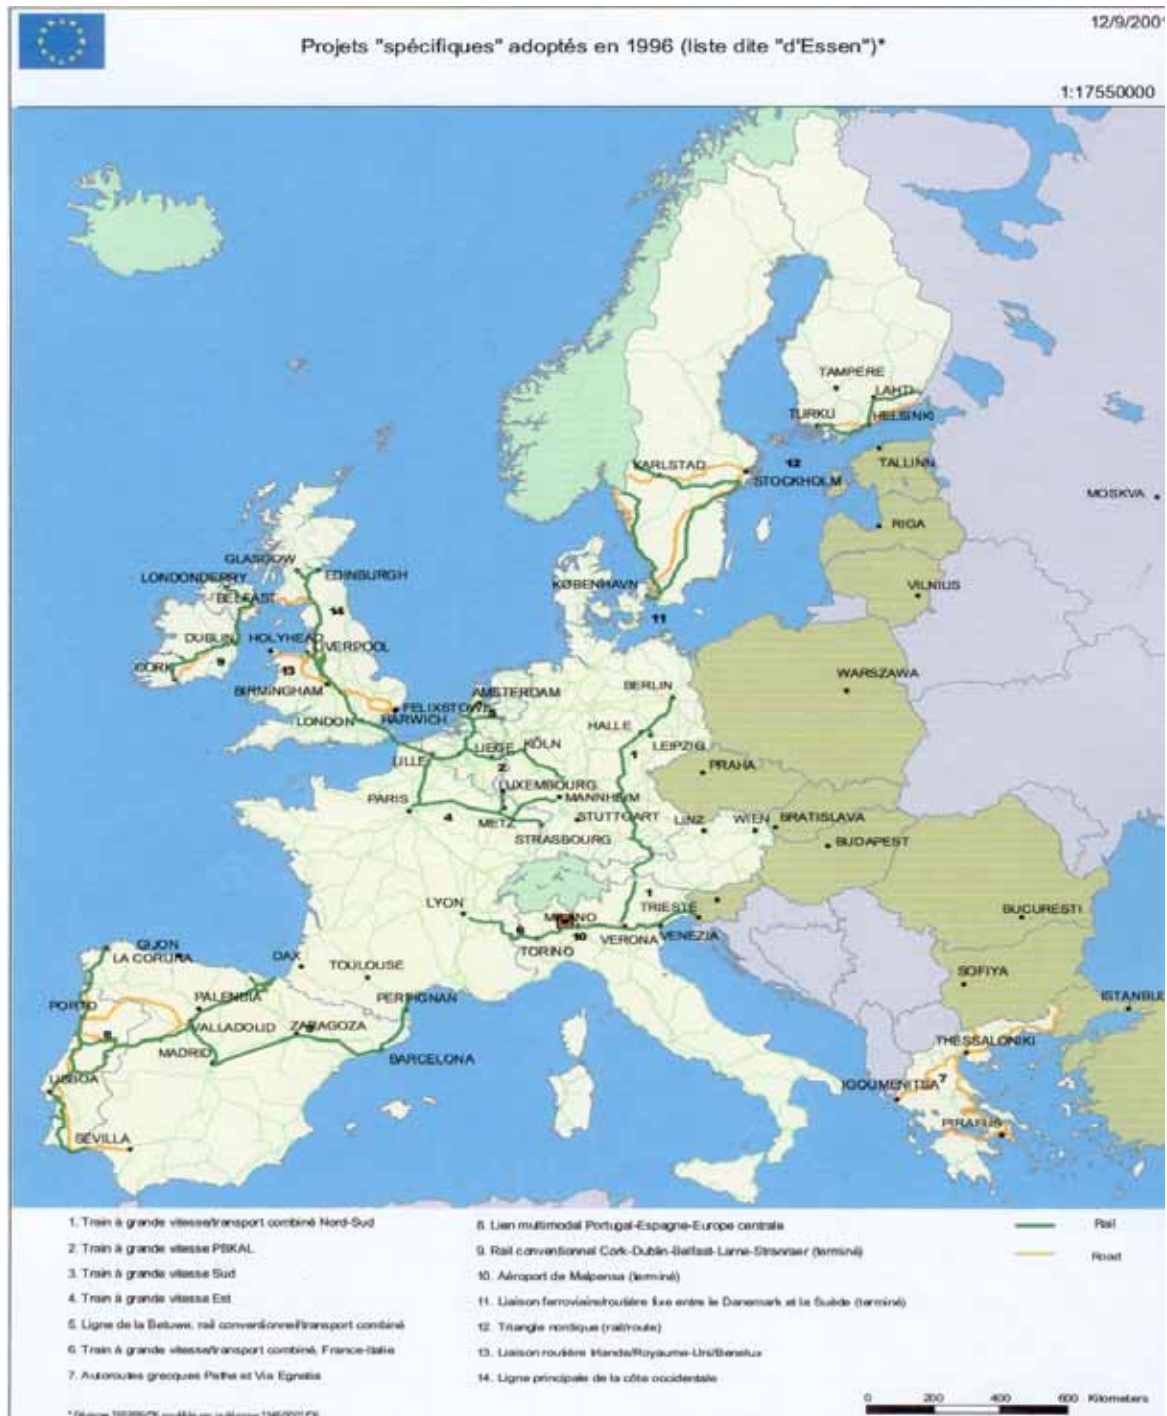 12/9/2001
Projets "spécifiques" adoptés en 1996 (liste dite "d'Essen")*
1:17550000
TAMPERE
LAHTI
TURKU
HELSINKI
12
TALLINN
KARLSTAD
STOCKHOLM
MOSKVA
RIGA
GLASGOW
EDINBURGH
LONDONDERRY
BELFAST
KØBENHAVN
VILNIUS
14
11
DUBLIN
HOLYHEAD
LIVERPOOL
CORK
9
13
WARSZAWA
BIRMINGHAM
AMSTERDAM
BERLIN
FELIXSTOWE
5
LONDON
HARWICH
HALLE
LEIPZIG
LILLE
LIEGE
KÖLN
1
2
PRAHA
LUXEMBOURG
PARIS
MANNHEIM
4
METZ
STUTTGART
LINZ
WIEN
BRATISLAVA
STRASBOURG
BUDAPEST
1
LYON
MILANO
TRIESTE
BUCURESTI
6
10
TORINO
VERONA
VENEZIA
GIJON
LA CORUÑA
DAX
TOULOUSE
SOFIYA
PORTO
PALENCIA
PERPIGNAN
ISTANBUL
VALLADOLID
ZARAGOZA
3
8
MADRID
BARCELONA
THESSALONIKI
LISBOA
IGOUMENITSA
7
SEVILLA
PIRAEUS
1. Train à grande vitesse/transport combiné Nord-Sud
2. Train à grande vitesse PBKAL
3. Train à grande vitesse Sud
4. Train à grande vitesse Est
5. Ligne de la Betuwe, rail conventionnel/transport combiné
6. Train à grande vitesse/transport combiné, France-Italie
7. Autoroutes grecques Pathe et Via Egnatia
8. Lien multimodal Portugal-Espagne-Europe centrale
9. Rail conventionnel Cork-Dublin-Belfast-Larne-Stranraer (terminé)
10. Aéroport de Malpensa (terminé)
11. Liaison ferroviaire/routière fixe entre le Danemark et la Suède (terminé)
12. Triangle nordique (rail/route)
13. Liaison routière Irlande/Royaume-Uni/Benelux
14. Ligne principale de la côte occidentale
Rail
Road
0 200 400 600 Kilometers